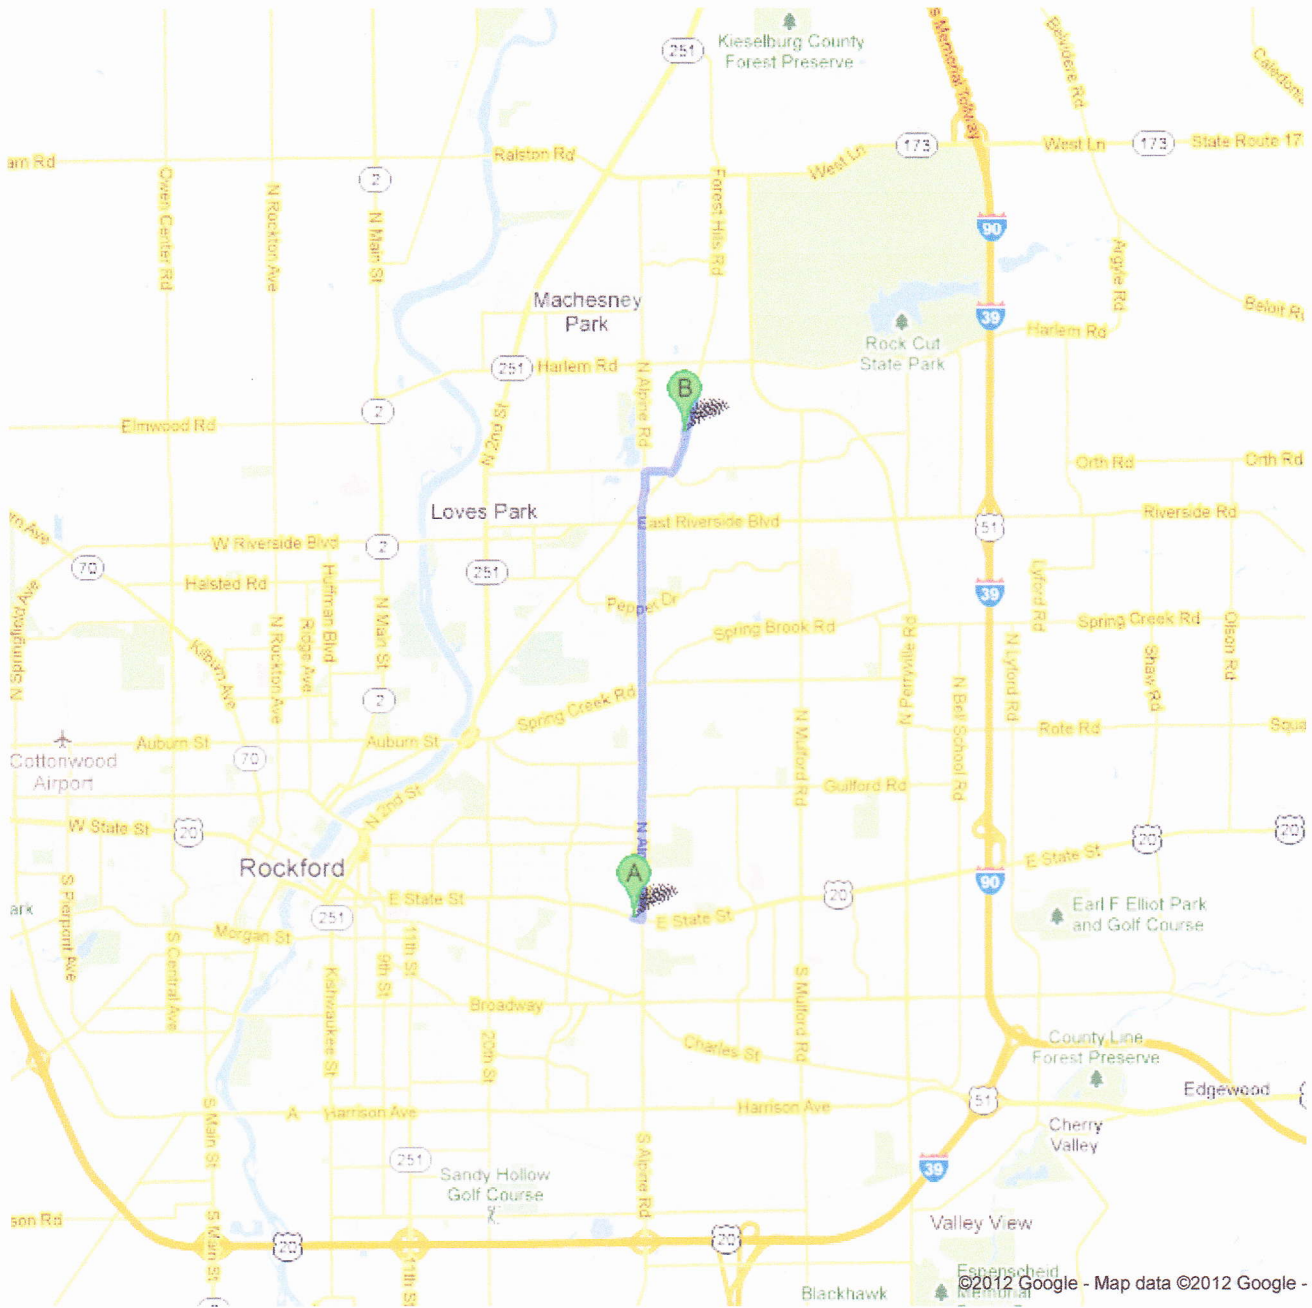 Kieselburg County
Forest Preserve
251
s Memorial Tollway
Belvidere Rd
Caledonia
am Rd
Ralston Rd
West Ln
173
West Ln
173
State Route 17
2
Owen Center Rd
N Rockton Ave
N Main St
Forest Hills Rd
90
Argyle Rd
Machesney
Park
39
Beloit R
Harlem Rd
Rock Cut
State Park
251
Harlem Rd
N Alpine Rd
B
2
Elmwood Rd
N 2nd St
Orth Rd
Orth Rd
Loves Park
East Riverside Blvd
51
Riverside Rd
W Riverside Blvd
2
70
251
Halsted Rd
Huffman Blvd
39
Lyford Rd
N Springfield Ave
N Rockton Ave
Ridge Ave
N Main St
Pepper Dr
Spring Brook Rd
Spring Creek Rd
Olson Rd
Kilburn Ave
N Perryville Rd
N Bell School Rd
N Lyford Rd
Shaw Rd
2
Spring Creek Rd
N Mulford Rd
Rote Rd
Squa
Cottonwood
Airport
Auburn St
70
Auburn St
Guilford Rd
N 2nd St
W State St
20
N Al
20
20
Rockford
A
E State St
90
E State St
20
E State St
Earl F Elliot Park
and Golf Course
ark
S Pierpont Ave
251
Morgan St
S Central Ave
11th St
9th St
Kishwaukee St
Broadway
20th St
S Mulford Rd
Charles St
County Line
Forest Preserve
51
Edgewood
A
Harrison Ave
Harrison Ave
S Main St
Cherry
Valley
S Alpine Rd
251
39
Sandy Hollow
Golf Course
son Rd
S Main St
20
11th St
20
Valley View
Blackhawk
Espenscheid
Memorial
©2012 Google - Map data ©2012 Google -